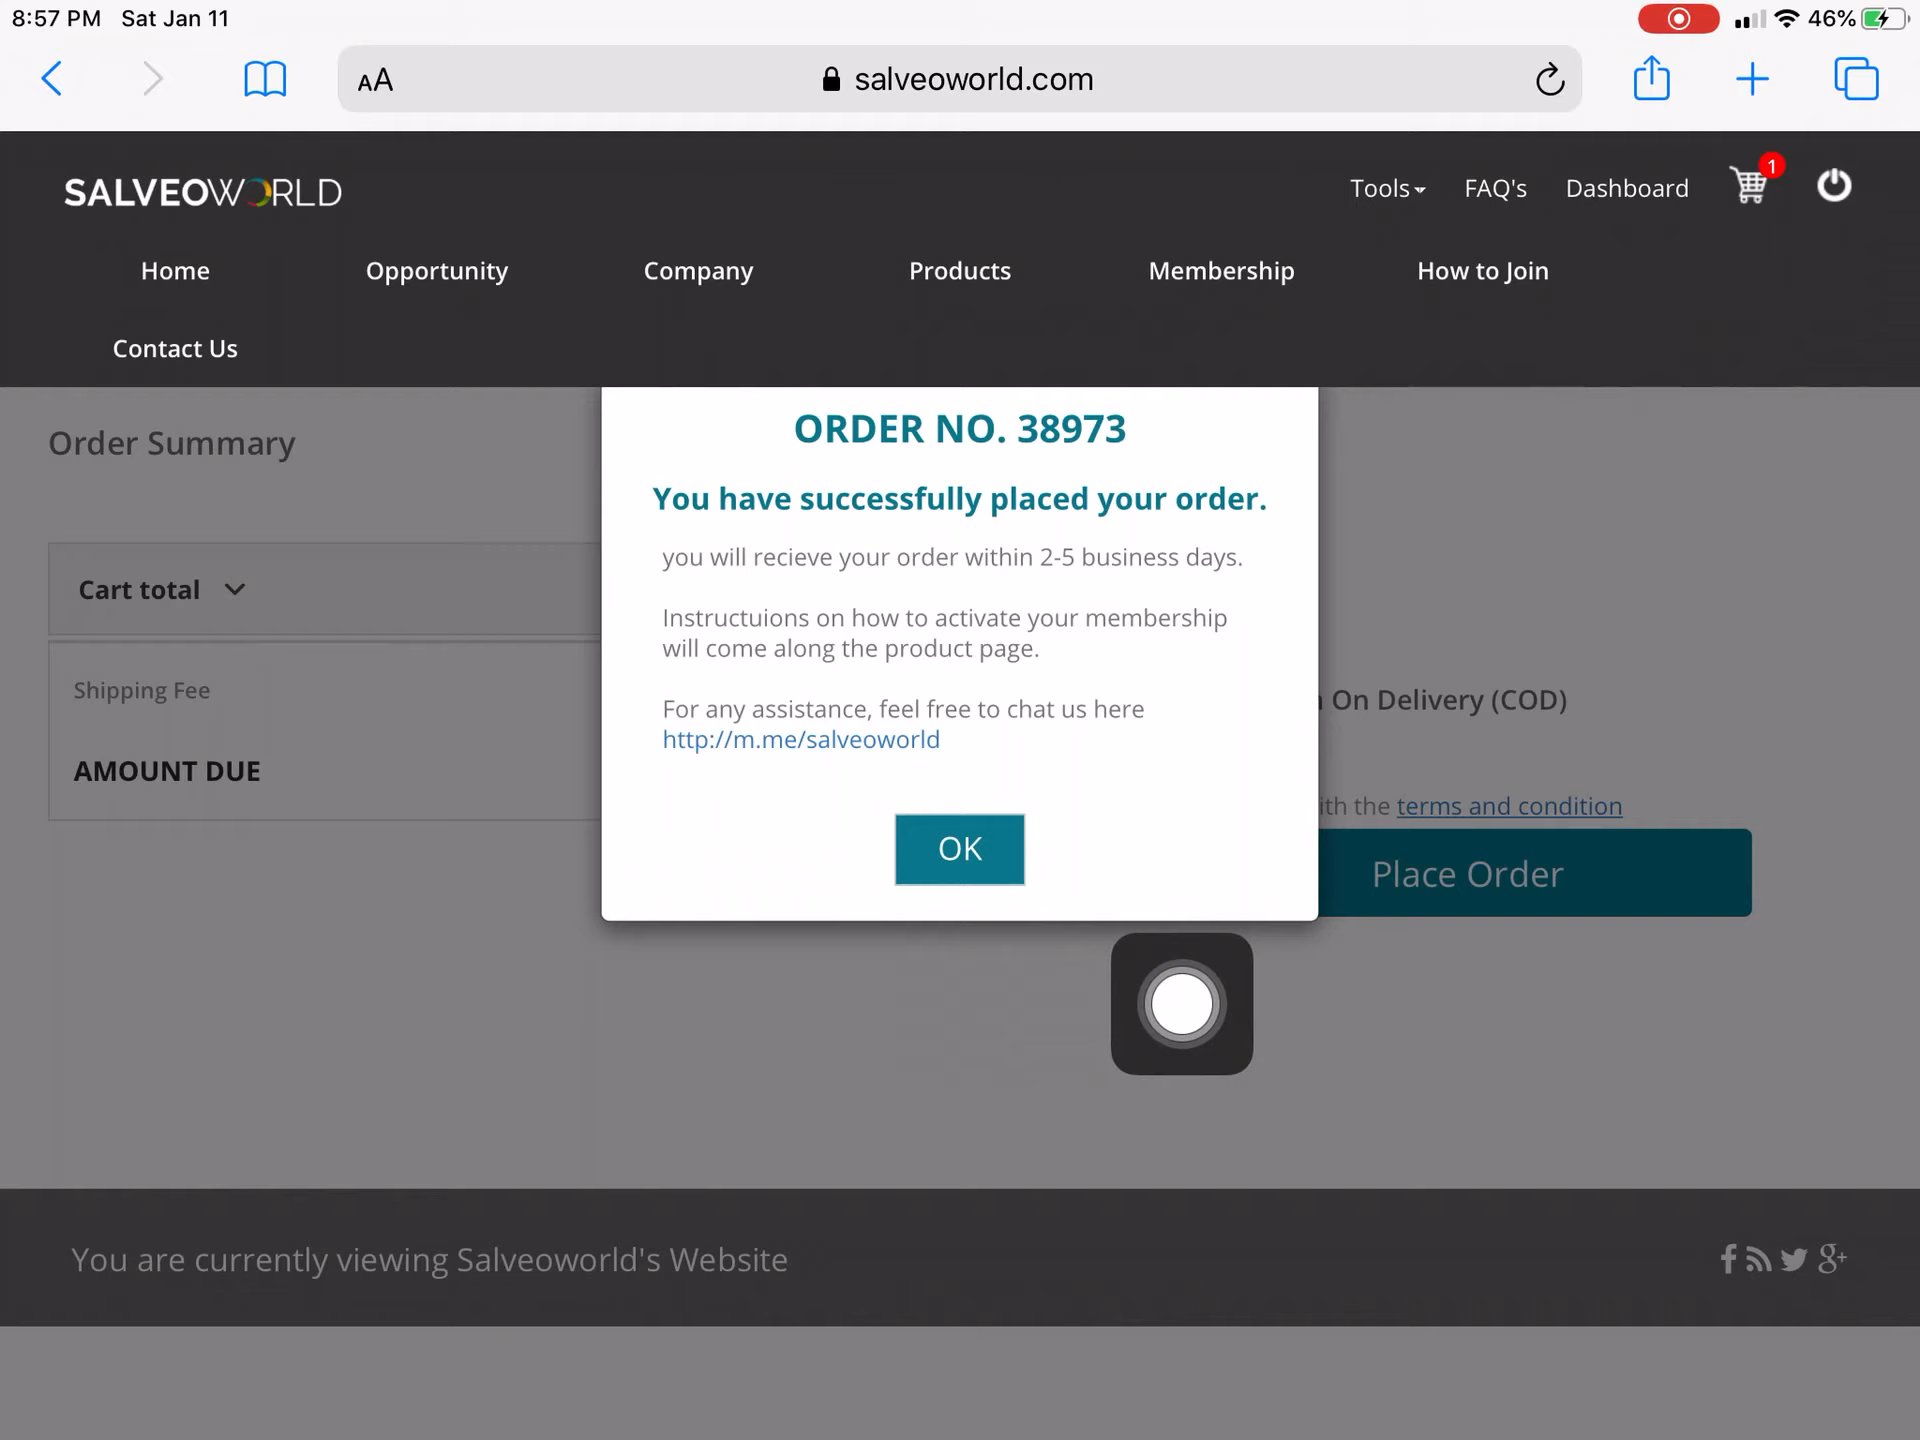 8:57 PM Sat Jan 11
46%
AA
salveoworld.com
SALVEOWORLD
Tools
FAQ's
Dashboard
1
Home
Opportunity
Company
Products
Membership
How to Join
Contact Us
ORDER NO. 38973
Order Summary
You have successfully placed your order.
you will recieve your order within 2-5 business days.
Cart total
Instructuions on how to activate your membership
will come along the product page.
Shipping Fee
On Delivery (COD)
For any assistance, feel free to chat us here
http://m.me/salveoworld
AMOUNT DUE
the terms and condition
OK
Place Order
You are currently viewing Salveoworld's Website